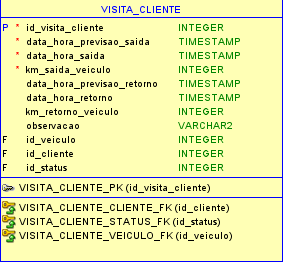 VISITA_CLIENTE
P * id_visita_cliente INTEGER
* data_hora_previsao_saida TIMESTAMP
* data_hora_saida TIMESTAMP
* km_saida_veiculo INTEGER
data_hora_previsao_retorno TIMESTAMP
data_hora_retorno TIMESTAMP
km_retorno_veiculo INTEGER
observacao VARCHAR2
F id_veiculo INTEGER
F id_cliente INTEGER
F id_status INTEGER
VISITA_CLIENTE_PK (id_visita_cliente)
VISITA_CLIENTE_CLIENTE_FK (id_cliente)
VISITA_CLIENTE_STATUS_FK (id_status)
VISITA_CLIENTE_VEICULO_FK (id_veiculo)